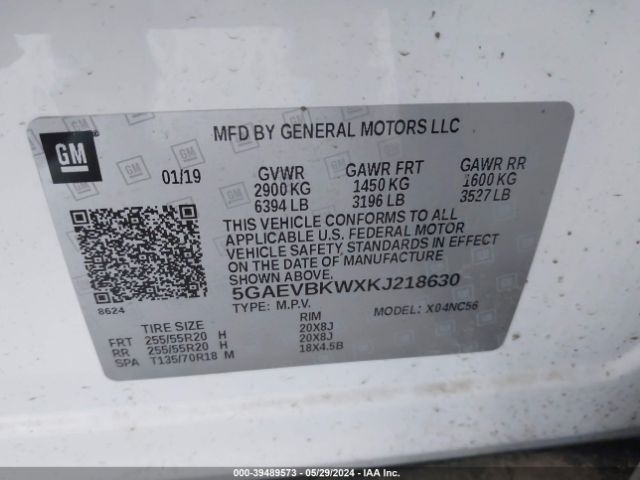 GM
MFD BY GENERAL MOTORS LLC
01/19
GVWR GAWR FRT GAWR RR
2900 KG 1450 KG 1600 KG
6394 LB 3196 LB 3527 LB
THIS VEHICLE CONFORMS TO ALL
APPLICABLE U.S. FEDERAL MOTOR
VEHICLE SAFETY STANDARDS IN EFFECT
ON THE DATE OF MANUFACTURE
SHOWN ABOVE.
5GAEVBKWXKJ218630
8624
TYPE: M.P.V. MODEL: X04NC56
TIRE SIZE RIM
FRT 255/55R20 H 20X8J
RR 255/55R20 H 20X8J
SPA T135/70R18 M 18X4.5B
000-39489573 - 05/29/2024 - IAA Inc.